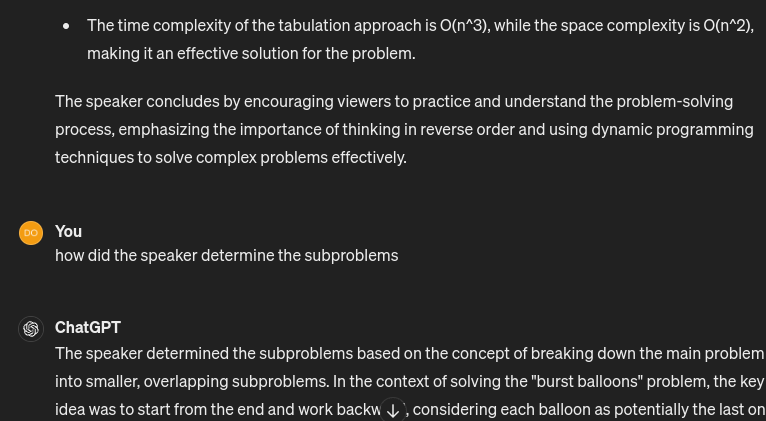 The time complexity of the tabulation approach is O(n^3), while the space complexity is O(n^2),
making it an effective solution for the problem.
The speaker concludes by encouraging viewers to practice and understand the problem-solving
process, emphasizing the importance of thinking in reverse order and using dynamic programming
techniques to solve complex problems effectively.
DO You
how did the speaker determine the subproblems
ChatGPT
The speaker determined the subproblems based on the concept of breaking down the main problem
into smaller, overlapping subproblems. In the context of solving the "burst balloons" problem, the key
idea was to start from the end and work , considering each balloon as potentially the last on